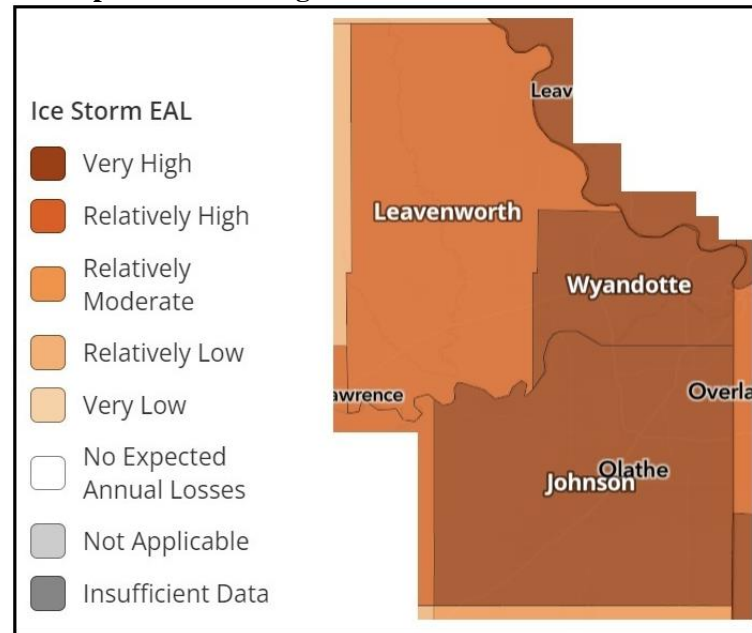 Ice Storm EAL
Very High
Relatively High
Relatively
Moderate
Relatively Low
Very Low
No Expected
Annual Losses
Not Applicable
Insufficient Data
Leav
Leavenworth
Wyandotte
awrence
Overla
Olathe
Johnson